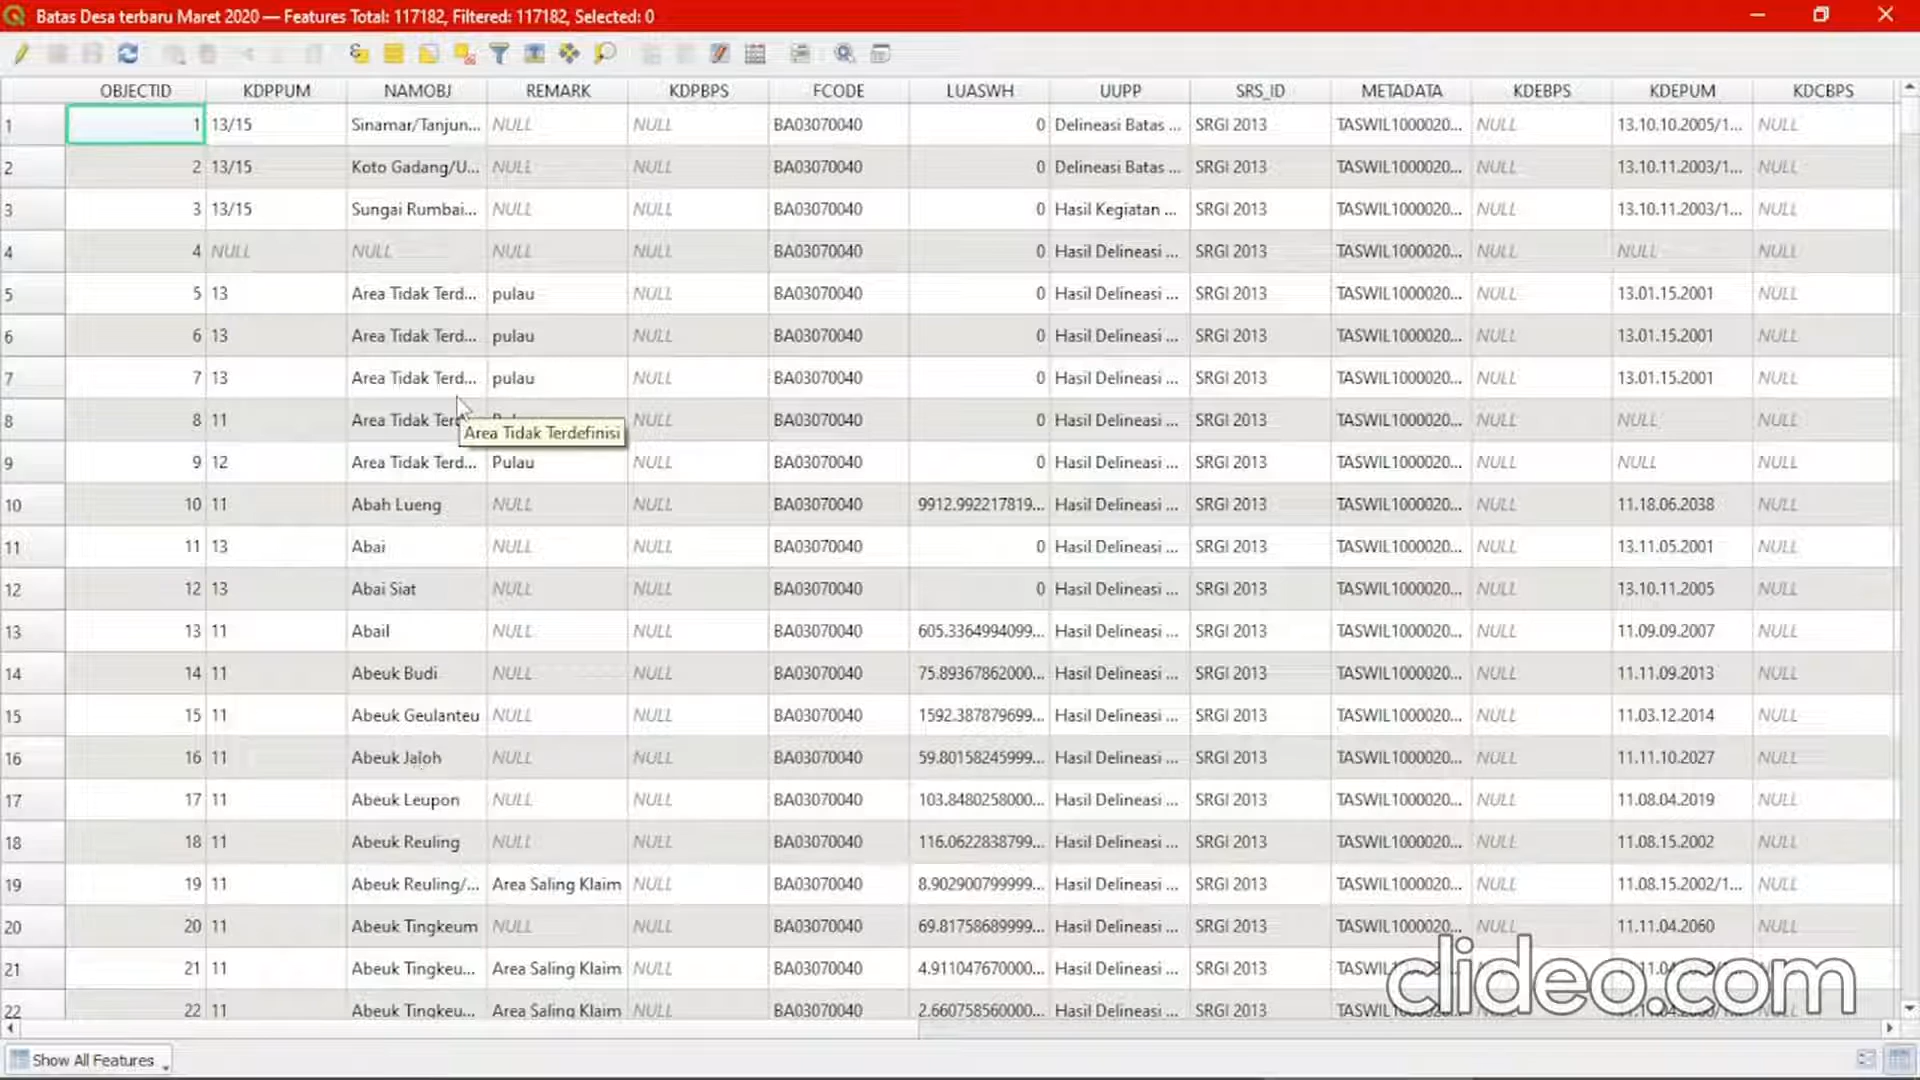 Batas Desa terbaru Maret 2020 — Features Total: 117182, Filtered: 117182, Selected: 0
OBJECTID KDPPUM NAMOBJ REMARK KDPBPS FCODE LUASWH UUPP SRS_ID METADATA KDEBPS KDEPUM KDCBPS
1 1 13/15 Sinamar/Tanjun... NULL NULL BA03070040 0 Delineasi Batas ... SRGI 2013 TASWIL1000020... NULL 13.10.10.2005/1... NULL
2 2 13/15 Koto Gadang/U... NULL NULL BA03070040 0 Delineasi Batas ... SRGI 2013 TASWIL1000020... NULL 13.10.11.2003/1... NULL
3 3 13/15 Sungai Rumbai... NULL NULL BA03070040 0 Hasil Kegiatan ... SRGI 2013 TASWIL1000020... NULL 13.10.11.2003/1... NULL
4 4 NULL NULL NULL NULL BA03070040 0 Hasil Delineasi ... SRGI 2013 TASWIL1000020... NULL NULL NULL
5 5 13 Area Tidak Terd... pulau NULL BA03070040 0 Hasil Delineasi ... SRGI 2013 TASWIL1000020... NULL 13.01.15.2001 NULL
6 6 13 Area Tidak Terd... pulau NULL BA03070040 0 Hasil Delineasi ... SRGI 2013 TASWIL1000020... NULL 13.01.15.2001 NULL
7 7 13 Area Tidak Terd... pulau NULL BA03070040 0 Hasil Delineasi ... SRGI 2013 TASWIL1000020... NULL 13.01.15.2001 NULL
8 8 11 Area Tidak NULL BA03070040 0 Hasil Delineasi ... SRGI 2013 TASWIL1000020... NULL NULL NULL
Area Tidak Terdefinisi
9 9 12 Area Tidak Terd... Pulau NULL BA03070040 0 Hasil Delineasi ... SRGI 2013 TASWIL1000020... NULL NULL NULL
10 10 11 Abah Lueng NULL NULL BA03070040 9912.992217819... Hasil Delineasi ... SRGI 2013 TASWIL1000020... NULL 11.18.06.2038 NULL
11 11 13 Abai NULL NULL BA03070040 0 Hasil Delineasi ... SRGI 2013 TASWIL1000020... NULL 13.11.05.2001 NULL
12 12 13 Abai Siat NULL NULL BA03070040 0 Hasil Delineasi ... SRGI 2013 TASWIL1000020... NULL 13.10.11.2005 NULL
13 13 11 Abail NULL NULL BA03070040 605.3364994099... Hasil Delineasi ... SRGI 2013 TASWIL1000020... NULL 11.09.09.2007 NULL
14 14 11 Abeuk Budi NULL NULL BA03070040 75.89367862000... Hasil Delineasi ... SRGI 2013 TASWIL1000020... NULL 11.11.09.2013 NULL
15 15 11 Abeuk Geulanteu NULL NULL BA03070040 1592.387879699... Hasil Delineasi ... SRGI 2013 TASWIL1000020... NULL 11.03.12.2014 NULL
16 16 11 Abeuk Jaloh NULL NULL BA03070040 59.80158245999... Hasil Delineasi ... SRGI 2013 TASWIL1000020... NULL 11.11.10.2027 NULL
17 17 11 Abeuk Leupon NULL NULL BA03070040 103.8480258000... Hasil Delineasi ... SRGI 2013 TASWIL1000020... NULL 11.08.04.2019 NULL
18 18 11 Abeuk Reuling NULL NULL BA03070040 116.0622838799... Hasil Delineasi ... SRGI 2013 TASWIL1000020... NULL 11.08.15.2002 NULL
19 19 11 Abeuk Reuling/... Area Saling Klaim NULL BA03070040 8.902900799999... Hasil Delineasi ... SRGI 2013 TASWIL1000020... NULL 11.08.15.2002/1... NULL
20 20 11 Abeuk Tingkeum NULL NULL BA03070040 69.81758689999... Hasil Delineasi ... SRGI 2013 TASWIL1000020... NULL 11.11.04.2060 NULL
21 21 11 Abeuk Tingkeu... Area Saling Klaim NULL BA03070040 4.911047670000... Hasil Delineasi ... SRGI 2013
22 22 11 Abeuk Tingkeu... Area Saling Klaim NULL BA03070040 2.660758560000... Hasil Delineasi ... SRGI 2013
clideo.com
Show All Features